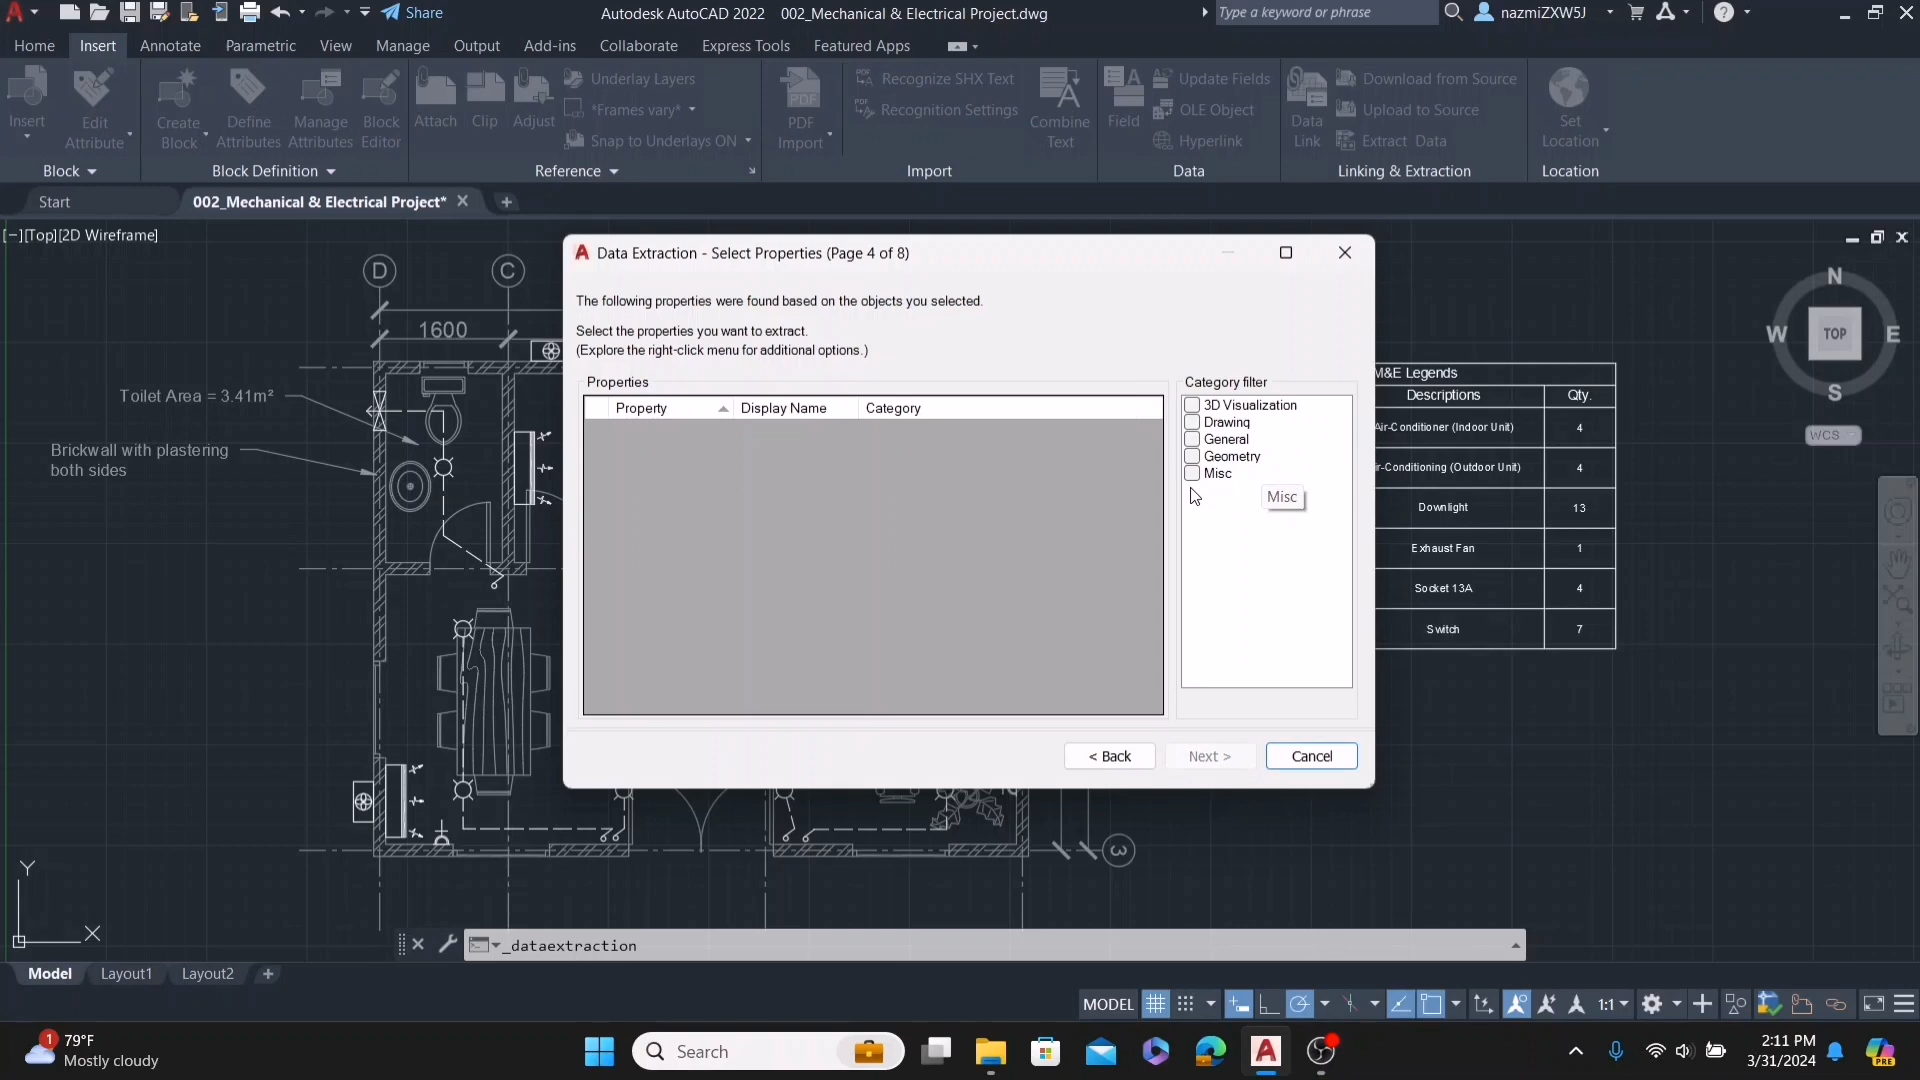 Share
Autodesk AutoCAD 2022 002_Mechanical & Electrical Project.dwg
Type a keyword or phrase
nazmiZXW5J
Home Insert Annotate Parametric View Manage Output Add-ins Collaborate Express Tools Featured Apps
Insert
Edit Attribute
Create Block
Define Attributes
Manage Attributes
Block Editor
Attach
Clip
Adjust
Underlay Layers
*Frames vary*
Snap to Underlays ON
PDF
PDF Import
Recognize SHX Text
Recognition Settings
Combine Text
Field
Update Fields
OLE Object
Hyperlink
Data Link
Download from Source
Upload to Source
Extract Data
Set Location
Block
Block Definition
Reference
Import
Data
Linking & Extraction
Location
Start
002_Mechanical & Electrical Project*
[−][Top][2D Wireframe]
D
C
1600
Toilet Area = 3.41m²
Brickwall with plastering
both sides
Data Extraction - Select Properties (Page 4 of 8)
The following properties were found based on the objects you selected.
Select the properties you want to extract.
(Explore the right-click menu for additional options.)
Properties
Property Display Name Category
Category filter
3D Visualization
Drawing
General
Geometry
Misc
Misc
< Back
Next >
Cancel
M&E Legends
Descriptions Qty.
Air-Conditioner (Indoor Unit) 4
ir-Conditioning (Outdoor Unit) 4
Downlight 13
Exhaust Fan 1
Socket 13A 4
Switch 7
N
W
TOP
E
S
WCS
3
Y
X
_dataextraction
Model Layout1 Layout2
MODEL
1:1
1
79°F
Mostly cloudy
Search
2:11 PM
3/31/2024
PRE